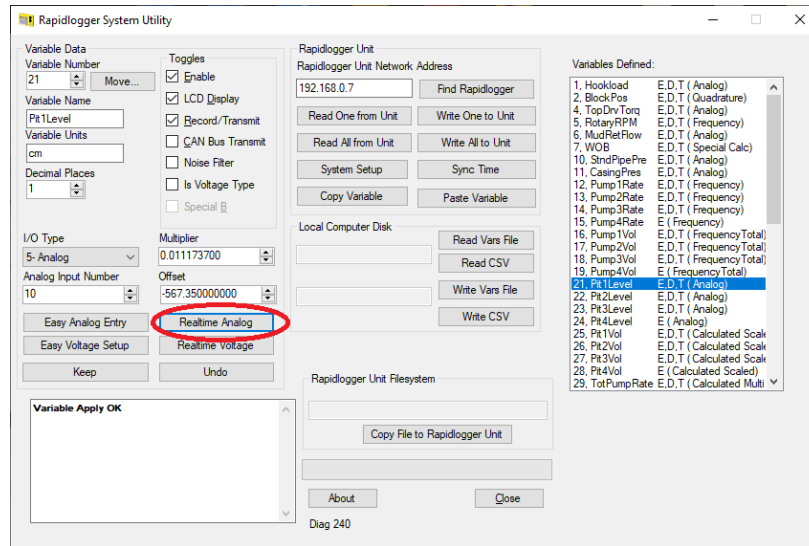 Rapidlogger System Utility
Variable Data
Variable Number
21
Move...
Variable Name
Pit1Level
Variable Units
cm
Decimal Places
1
Toggles
Enable
LCD Display
Record/Transmit
CAN Bus Transmit
Noise Filter
Is Voltage Type
Special B
I/O Type
5- Analog
Multiplier
0.011173700
Analog Input Number
10
Offset
-567.350000000
Easy Analog Entry
Realtime Analog
Easy Voltage Setup
Realtime Voltage
Keep
Undo
Variable Apply OK
Rapidlogger Unit
Rapidlogger Unit Network Address
192.168.0.7
Find Rapidlogger
Read One from Unit
Write One to Unit
Read All from Unit
Write All to Unit
System Setup
Sync Time
Copy Variable
Paste Variable
Local Computer Disk
Read Vars File
Read CSV
Write Vars File
Write CSV
Rapidlogger Unit Filesystem
Copy File to Rapidlogger Unit
About
Close
Diag 240
Variables Defined:
1, Hookload E,D,T ( Analog)
2, BlockPos E,D,T ( Quadrature)
4, TopDrvTorq E,D,T ( Analog)
5, RotaryRPM E,D,T ( Frequency)
6, MudRetFlow E,D,T ( Analog)
7, WOB E,D,T ( Special Calc)
10, StndPipePre E,D,T ( Analog)
11, CasingPres E,D,T ( Analog)
12, Pump1Rate E,D,T ( Frequency)
13, Pump2Rate E,D,T ( Frequency)
14, Pump3Rate E,D,T ( Frequency)
15, Pump4Rate E ( Frequency)
16, Pump1Vol E,D,T ( FrequencyTotal)
17, Pump2Vol E,D,T ( FrequencyTotal)
18, Pump3Vol E,D,T ( FrequencyTotal)
19, Pump4Vol E ( FrequencyTotal)
21, Pit1Level E,D,T ( Analog)
22, Pit2Level E,D,T ( Analog)
23, Pit3Level E,D,T ( Analog)
24, Pit4Level E ( Analog)
25, Pit1Vol E,D,T ( Calculated Scale
26, Pit2Vol E,D,T ( Calculated Scale
27, Pit3Vol E,D,T ( Calculated Scale
28, Pit4Vol E ( Calculated Scaled)
29, TotPumpRate E,D,T ( Calculated Multi